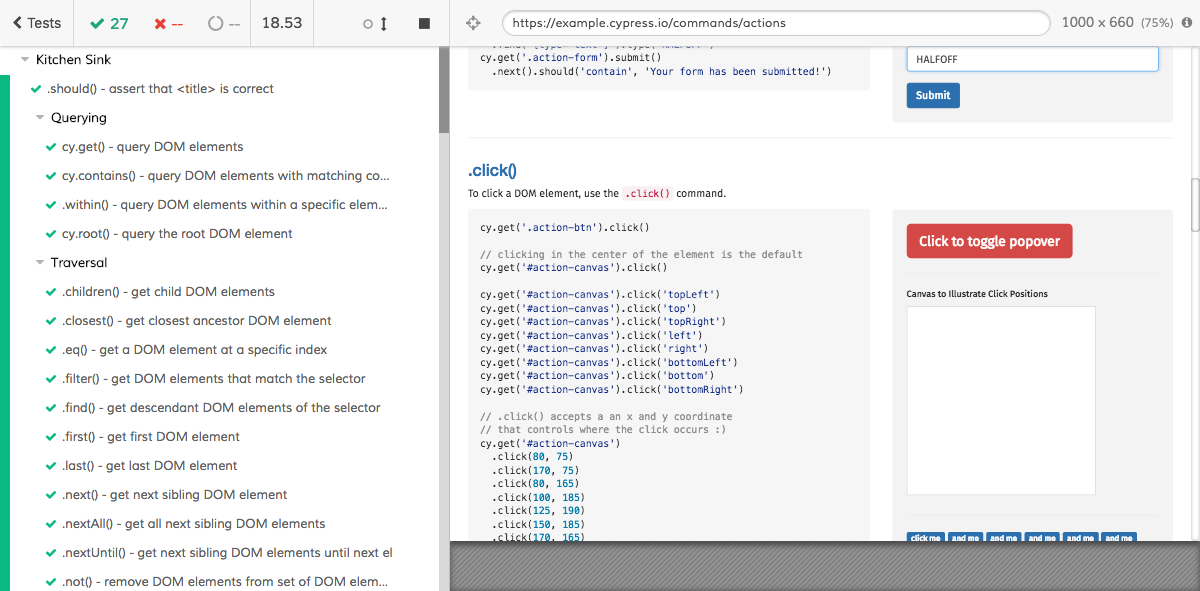 Tests
27
--
--
18.53
https://example.cypress.io/commands/actions
1000 x 660 (75%)
Kitchen Sink
.should() - assert that <title> is correct
Querying
cy.get() - query DOM elements
cy.contains() - query DOM elements with matching co...
.within() - query DOM elements within a specific elem...
cy.root() - query the root DOM element
Traversal
.children() - get child DOM elements
.closest() - get closest ancestor DOM element
.eq() - get a DOM element at a specific index
.filter() - get DOM elements that match the selector
.find() - get descendant DOM elements of the selector
.first() - get first DOM element
.last() - get last DOM element
.next() - get next sibling DOM element
.nextAll() - get all next sibling DOM elements
.nextUntil() - get next sibling DOM elements until next el
.not() - remove DOM elements from set of DOM elem...
cy.get('.action-form').submit()
.next().should('contain', 'Your form has been submitted!')
HALFOFF
Submit
.click()
To click a DOM element, use the .click() command.
cy.get('.action-btn').click()
// clicking in the center of the element is the default
cy.get('#action-canvas').click()
cy.get('#action-canvas').click('topLeft')
cy.get('#action-canvas').click('top')
cy.get('#action-canvas').click('topRight')
cy.get('#action-canvas').click('left')
cy.get('#action-canvas').click('right')
cy.get('#action-canvas').click('bottomLeft')
cy.get('#action-canvas').click('bottom')
cy.get('#action-canvas').click('bottomRight')
// .click() accepts a an x and y coordinate
// that controls where the click occurs :)
cy.get('#action-canvas')
.click(80, 75)
.click(170, 75)
.click(80, 165)
.click(100, 185)
.click(125, 190)
.click(150, 185)
.click(170, 165)
Click to toggle popover
Canvas to Illustrate Click Positions
click me
and me
and me
and me
and me
and me